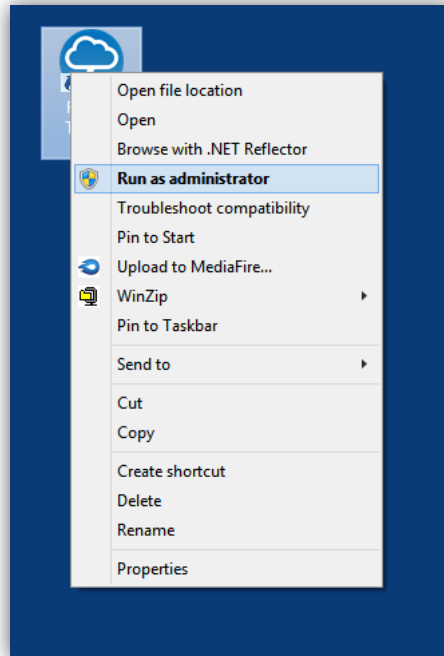 Open file location
Open
Browse with .NET Reflector
Run as administrator
Troubleshoot compatibility
Pin to Start
Upload to MediaFire...
WinZip
Pin to Taskbar
Send to
Cut
Copy
Create shortcut
Delete
Rename
Properties